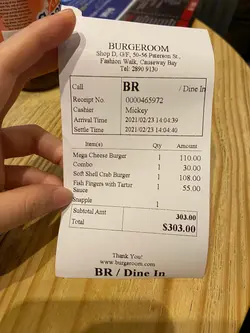 BURGEROOM
Shop D, G/F, 50-56 Paterson St.,
Fashion Walk, Causeway Bay
Tel: 2890 9130
Call BR / Dine In
Receipt No. 0000465972
Cashier Mickey
Arrival Time 2021/02/23 14:04:39
Settle Time 2021/02/23 14:04:40
Item(s) Qty Amount
Mega Cheese Burger 1 110.00
Combo 1 30.00
Soft Shell Crab Burger 1 108.00
Fish Fingers with Tartar 1 55.00
Sauce
Snapple 1
Subtotal Amt 303.00
Total $303.00
Thank You!
www.burgeroom.com
BR / Dine In